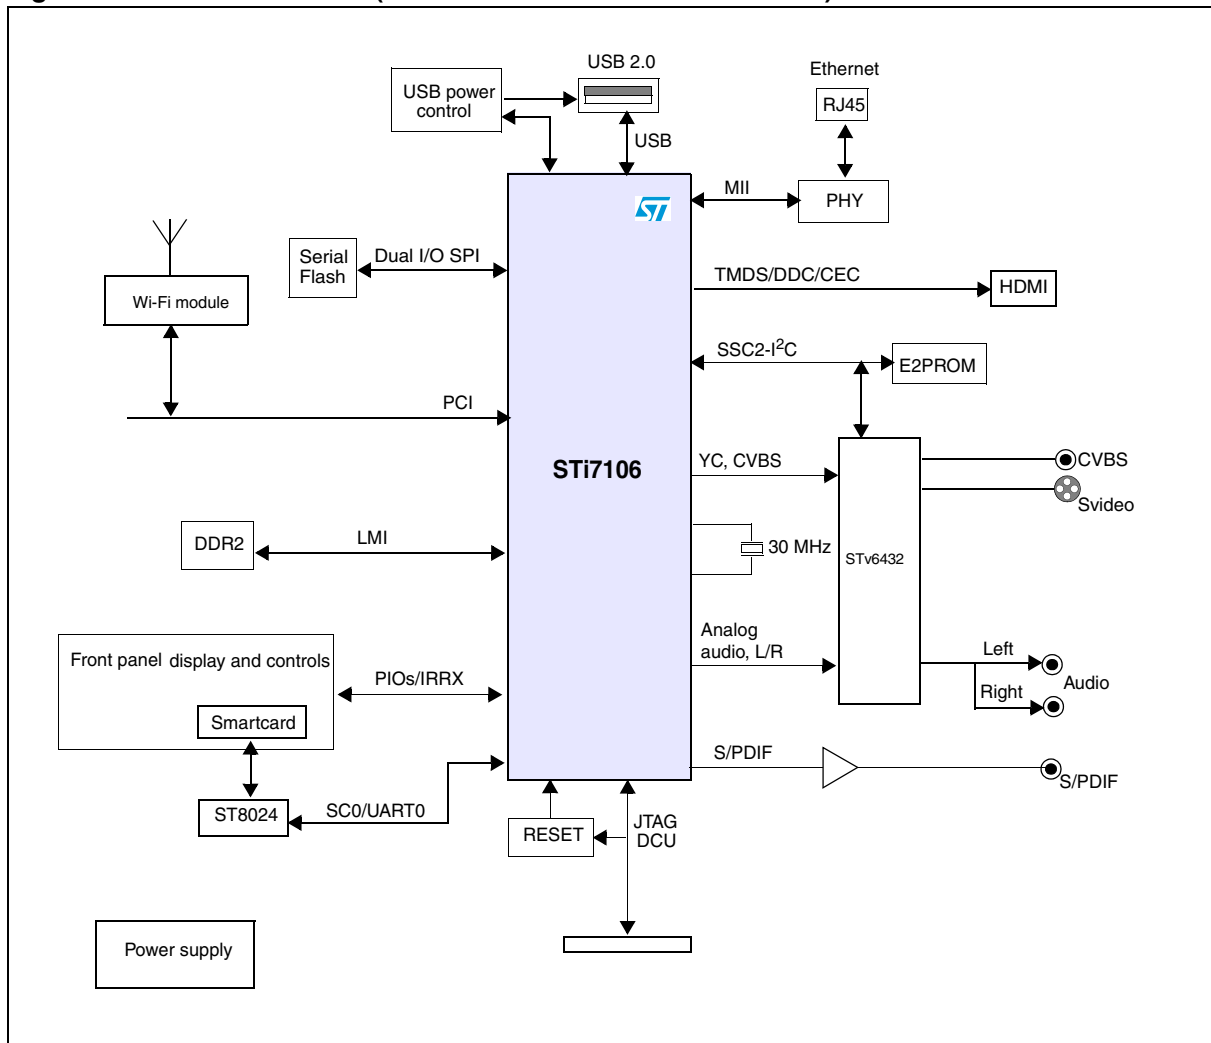 USB 2.0
Ethernet
USB power
control
RJ45
USB
MII
PHY
ST
Serial
Flash
Dual I/O SPI
TMDS/DDC/CEC
HDMI
Wi-Fi module
SSC2-I²C
E2PROM
PCI
STi7106
YC, CVBS
CVBS
Svideo
DDR2
LMI
30 MHz
STv6432
Front panel display and controls
PIOs/IRRX
Analog
audio, L/R
Left
Right
Audio
Smartcard
S/PDIF
S/PDIF
ST8024
SC0/UART0
RESET
JTAG
DCU
Power supply